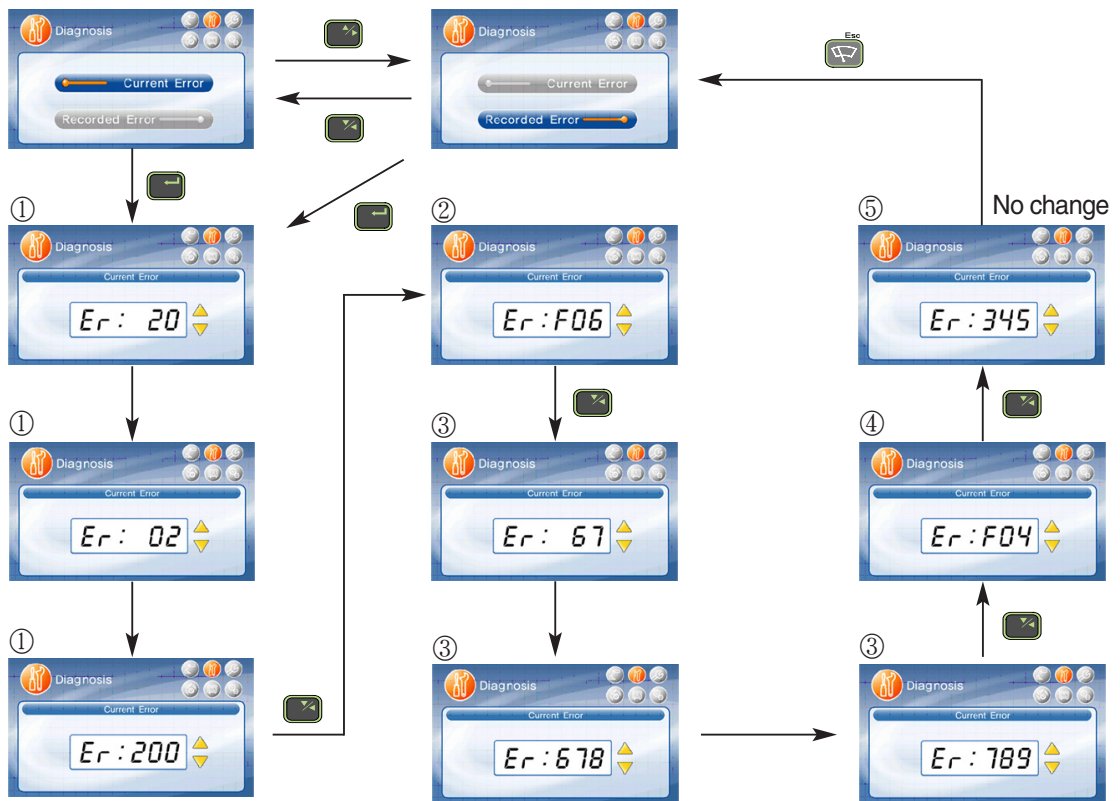 Diagnosis
Current Error
Recorded Error
Diagnosis
Current Error
Recorded Error
Esc
①
Diagnosis
Current Error
Er: 20
②
Diagnosis
Current Error
Er:F06
⑤
No change
Diagnosis
Current Error
Er:345
①
Diagnosis
Current Error
Er: 02
③
Diagnosis
Current Error
Er: 67
④
Diagnosis
Current Error
Er:F04
①
Diagnosis
Current Error
Er:200
③
Diagnosis
Current Error
Er:678
③
Diagnosis
Current Error
Er:789